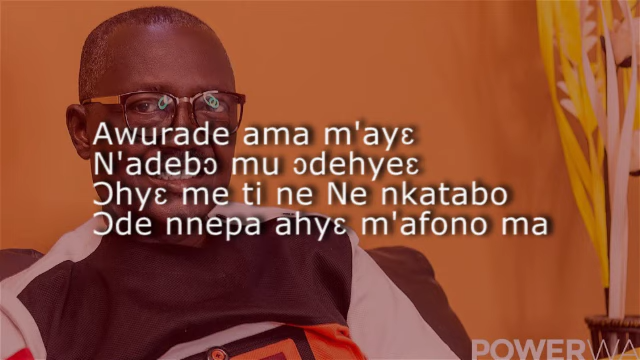 Awurade ama m'ayɛ
N'adebɔ mu ɔdehyeɛ
Ɔhyɛ me ti ne Ne nkatabo
Ɔde nnepa ahyɛ m'afono ma
POWERWA